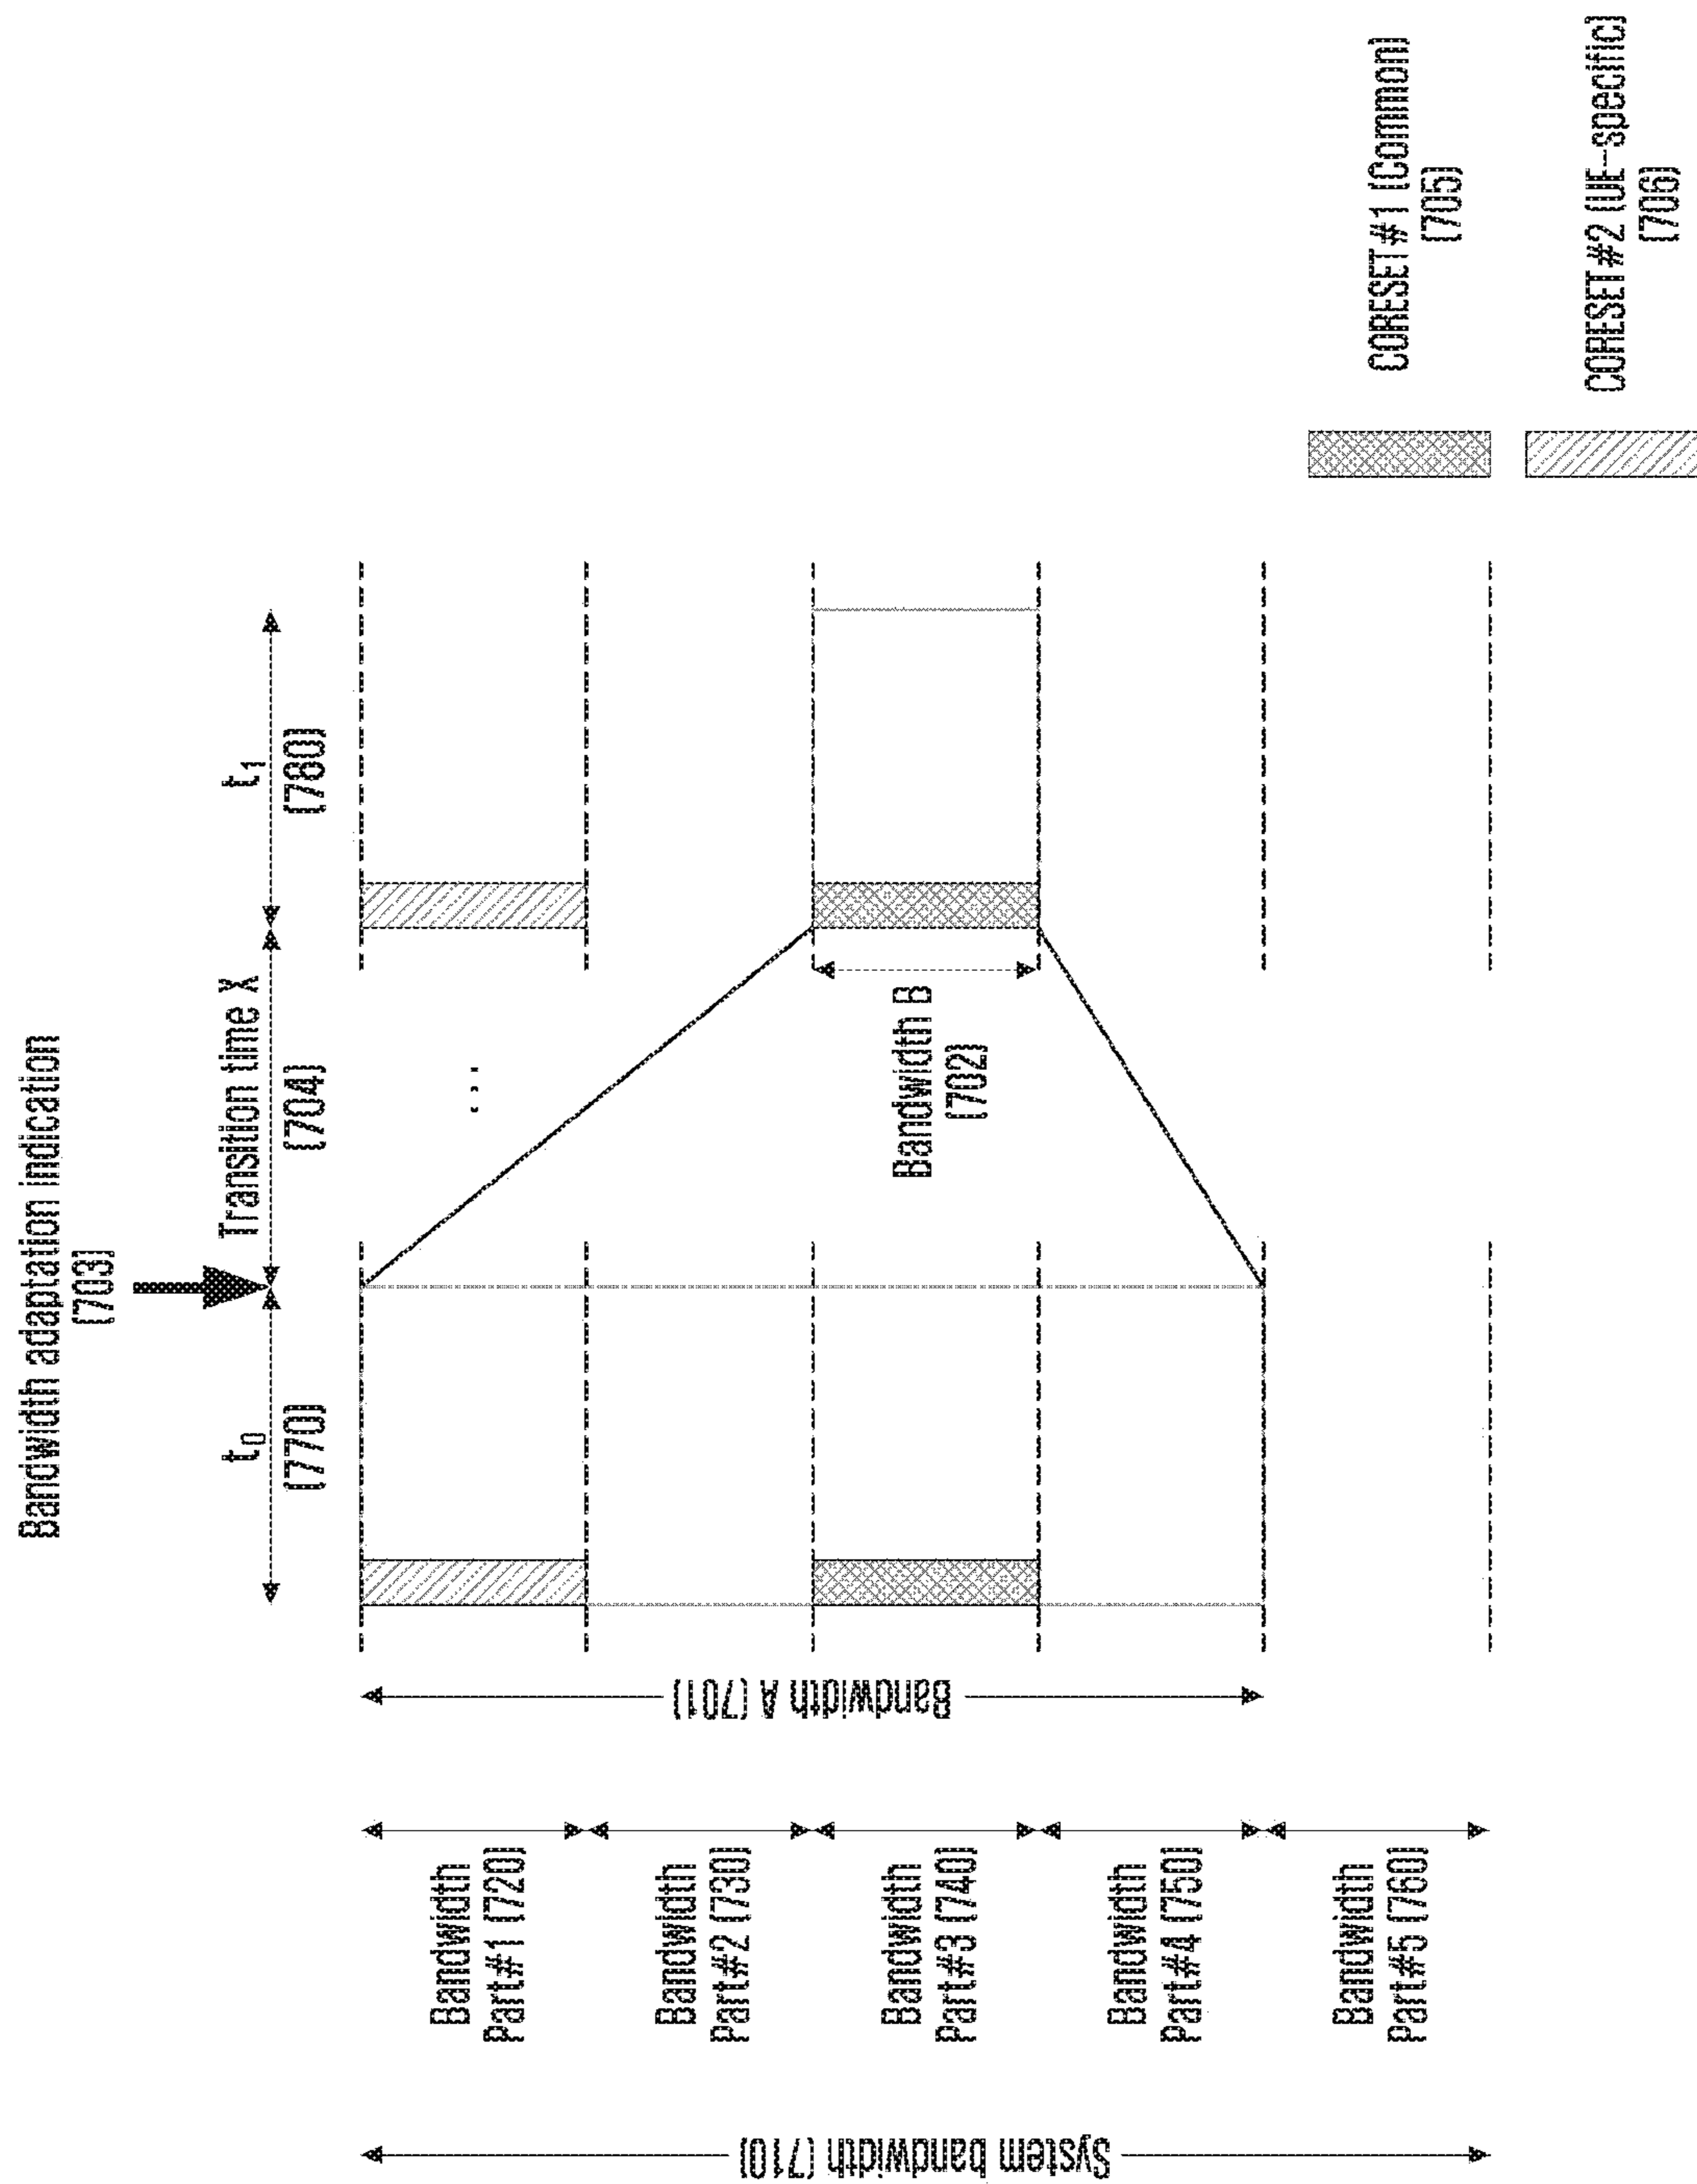 Bandwidth adaptation indication
(703)
t0
(770)
Transition time X
(704)
t1
(780)
...
Bandwidth B
(702)
Bandwidth A (701)
Bandwidth
Part#1 (720)
Bandwidth
Part#2 (730)
Bandwidth
Part#3 (740)
Bandwidth
Part#4 (750)
Bandwidth
Part#5 (760)
System bandwidth (710)
CORESET#1 (Common)
(705)
CORESET#2 (UE-specific)
(706)